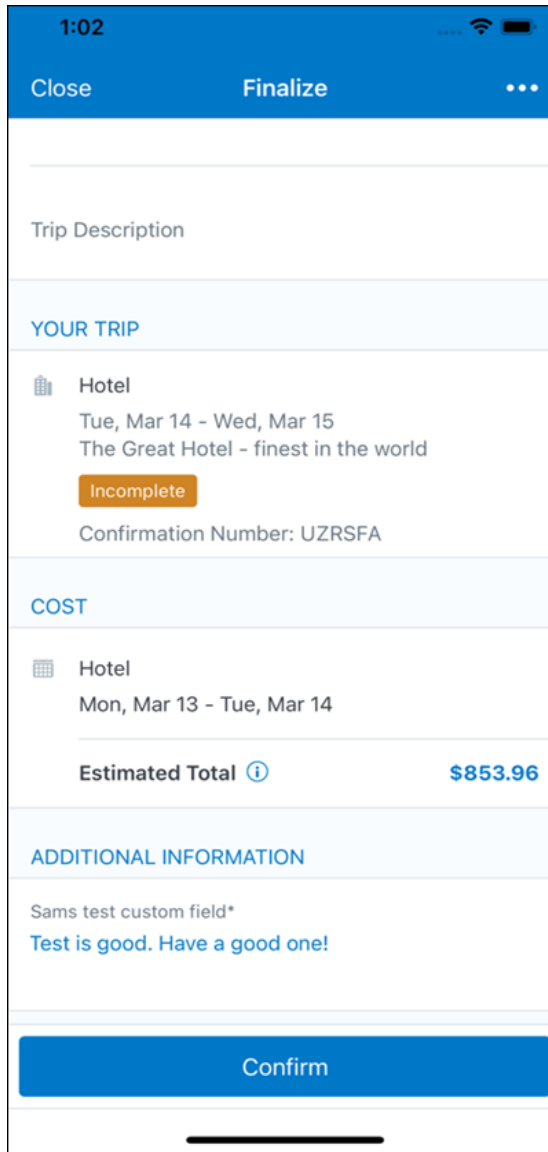 1:02
Close Finalize
Trip Description
YOUR TRIP
Hotel
Tue, Mar 14 - Wed, Mar 15
The Great Hotel - finest in the world
Incomplete
Confirmation Number: UZRSFA
COST
Hotel
Mon, Mar 13 - Tue, Mar 14
Estimated Total $853.96
ADDITIONAL INFORMATION
Sams test custom field*
Test is good. Have a good one!
Confirm